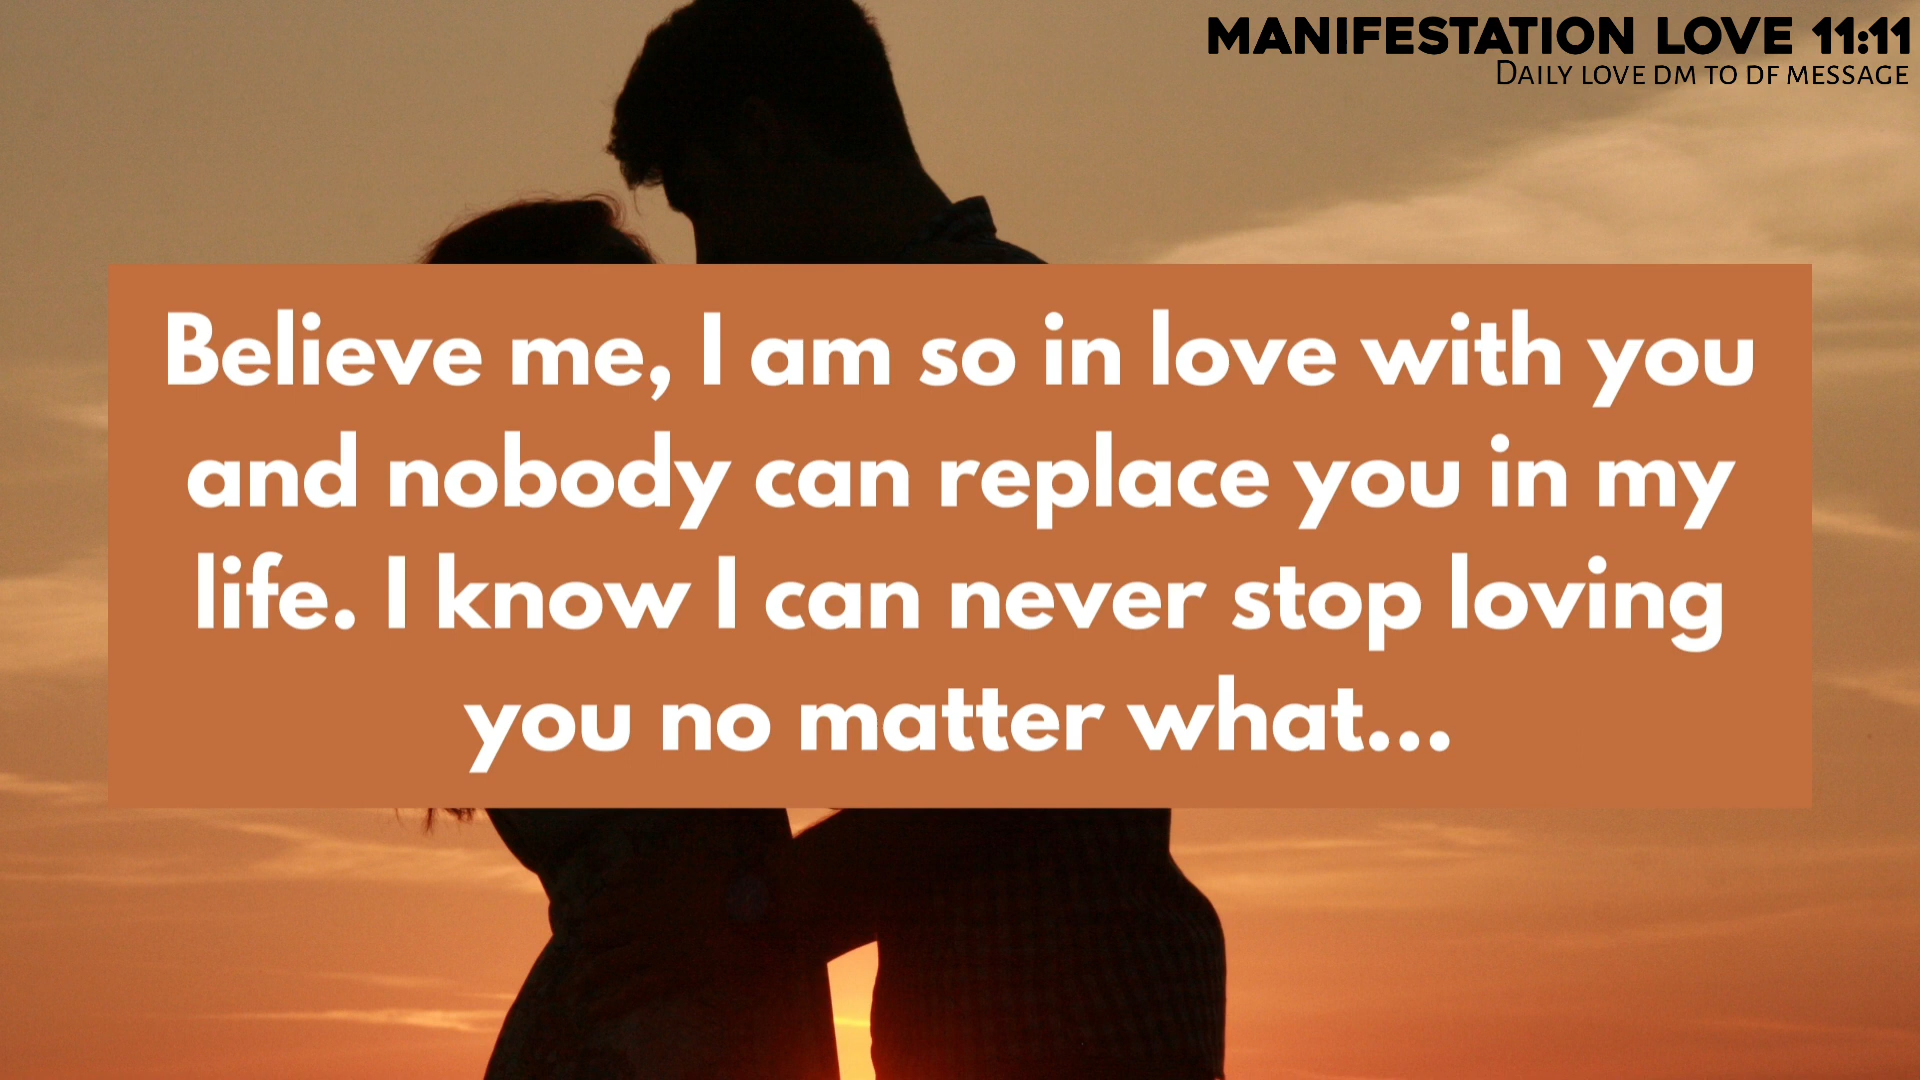 MANIFESTATION LOVE 11:11
DAILY LOVE DM TO DF MESSAGE
Believe me, I am so in love with you
and nobody can replace you in my
life. I know I can never stop loving
you no matter what...